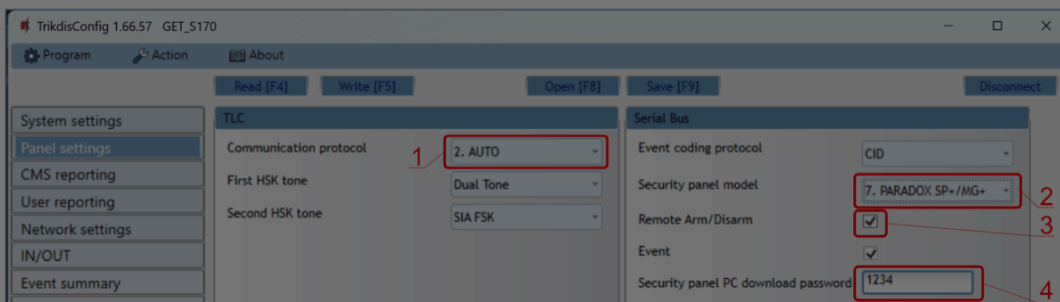 TrikdisConfig 1.66.57 GET_S170
Program Action About
Read [F4] Write [F5] Open [F8] Save [F9] Disconnect
System settings
Panel settings
CMS reporting
User reporting
Network settings
IN/OUT
Event summary
TLC
Communication protocol 1 2. AUTO
First HSK tone Dual Tone
Second HSK tone SIA FSK
Serial Bus
Event coding protocol CID
Security panel model 7. PARADOX SP+/MG+ 2
Remote Arm/Disarm 3
Event
Security panel PC download password 1234 4